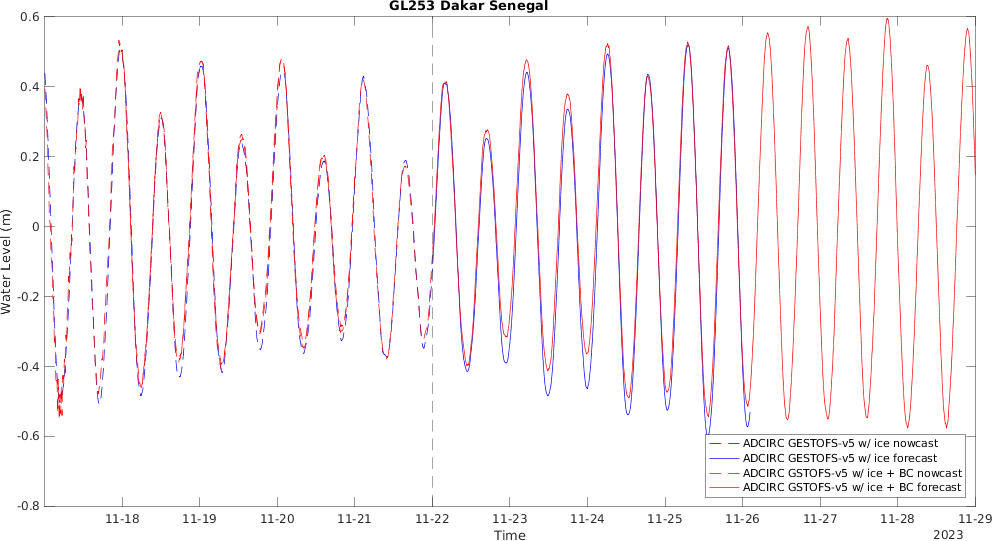 GL253 Dakar Senegal
0.6
0.4
0.2
0
-0.2
-0.4
-0.6
-0.8
Water Level (m)
ADCIRC GESTOFS-v5 w/ ice nowcast
ADCIRC GESTOFS-v5 w/ ice forecast
ADCIRC GSTOFS-v5 w/ ice + BC nowcast
ADCIRC GSTOFS-v5 w/ ice + BC forecast
11-18 11-19 11-20 11-21 11-22 11-23 11-24 11-25 11-26 11-27 11-28 11-29
Time
2023